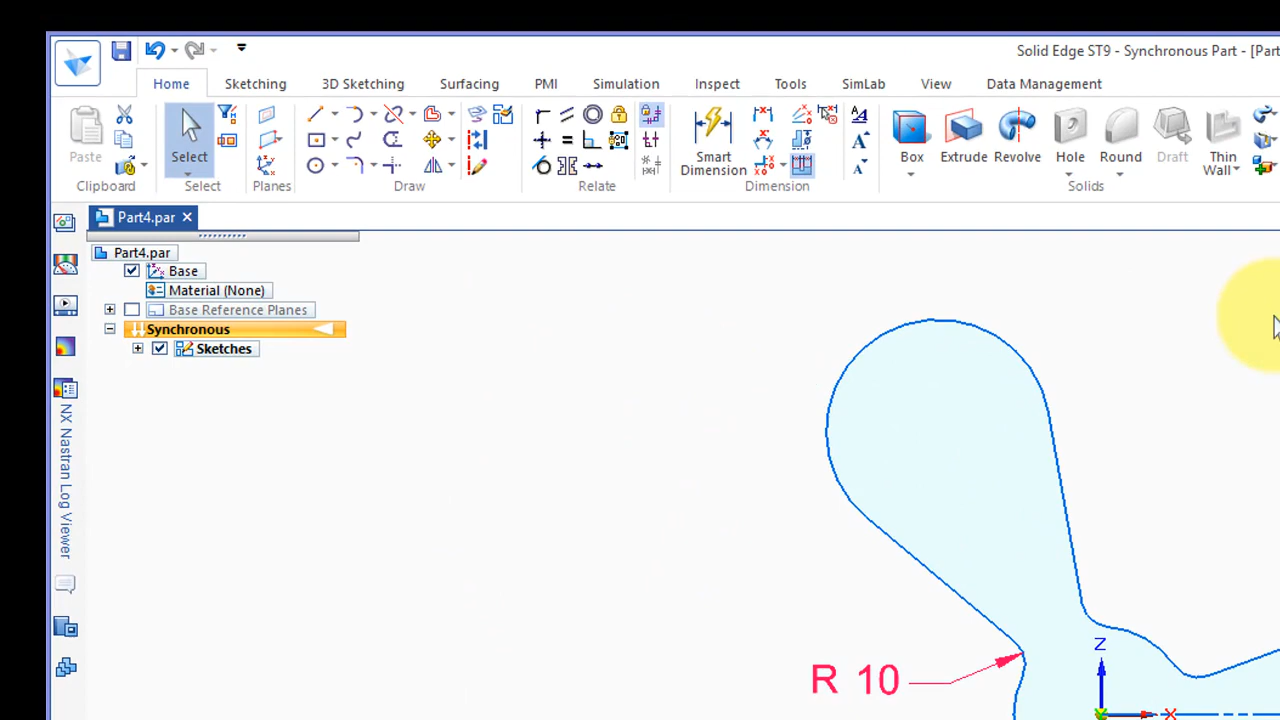 Solid Edge ST9 - Synchronous Part - [Part
Home Sketching 3D Sketching Surfacing PMI Simulation Inspect Tools SimLab View Data Management
Paste Select Smart Dimension Box Extrude Revolve Hole Round Draft Thin Wall
Clipboard Select Planes Draw Relate Dimension Solids
Part4.par
Part4.par
Base
Material (None)
Base Reference Planes
Synchronous
Sketches
NX Nastran Log Viewer
R 10
Z
X